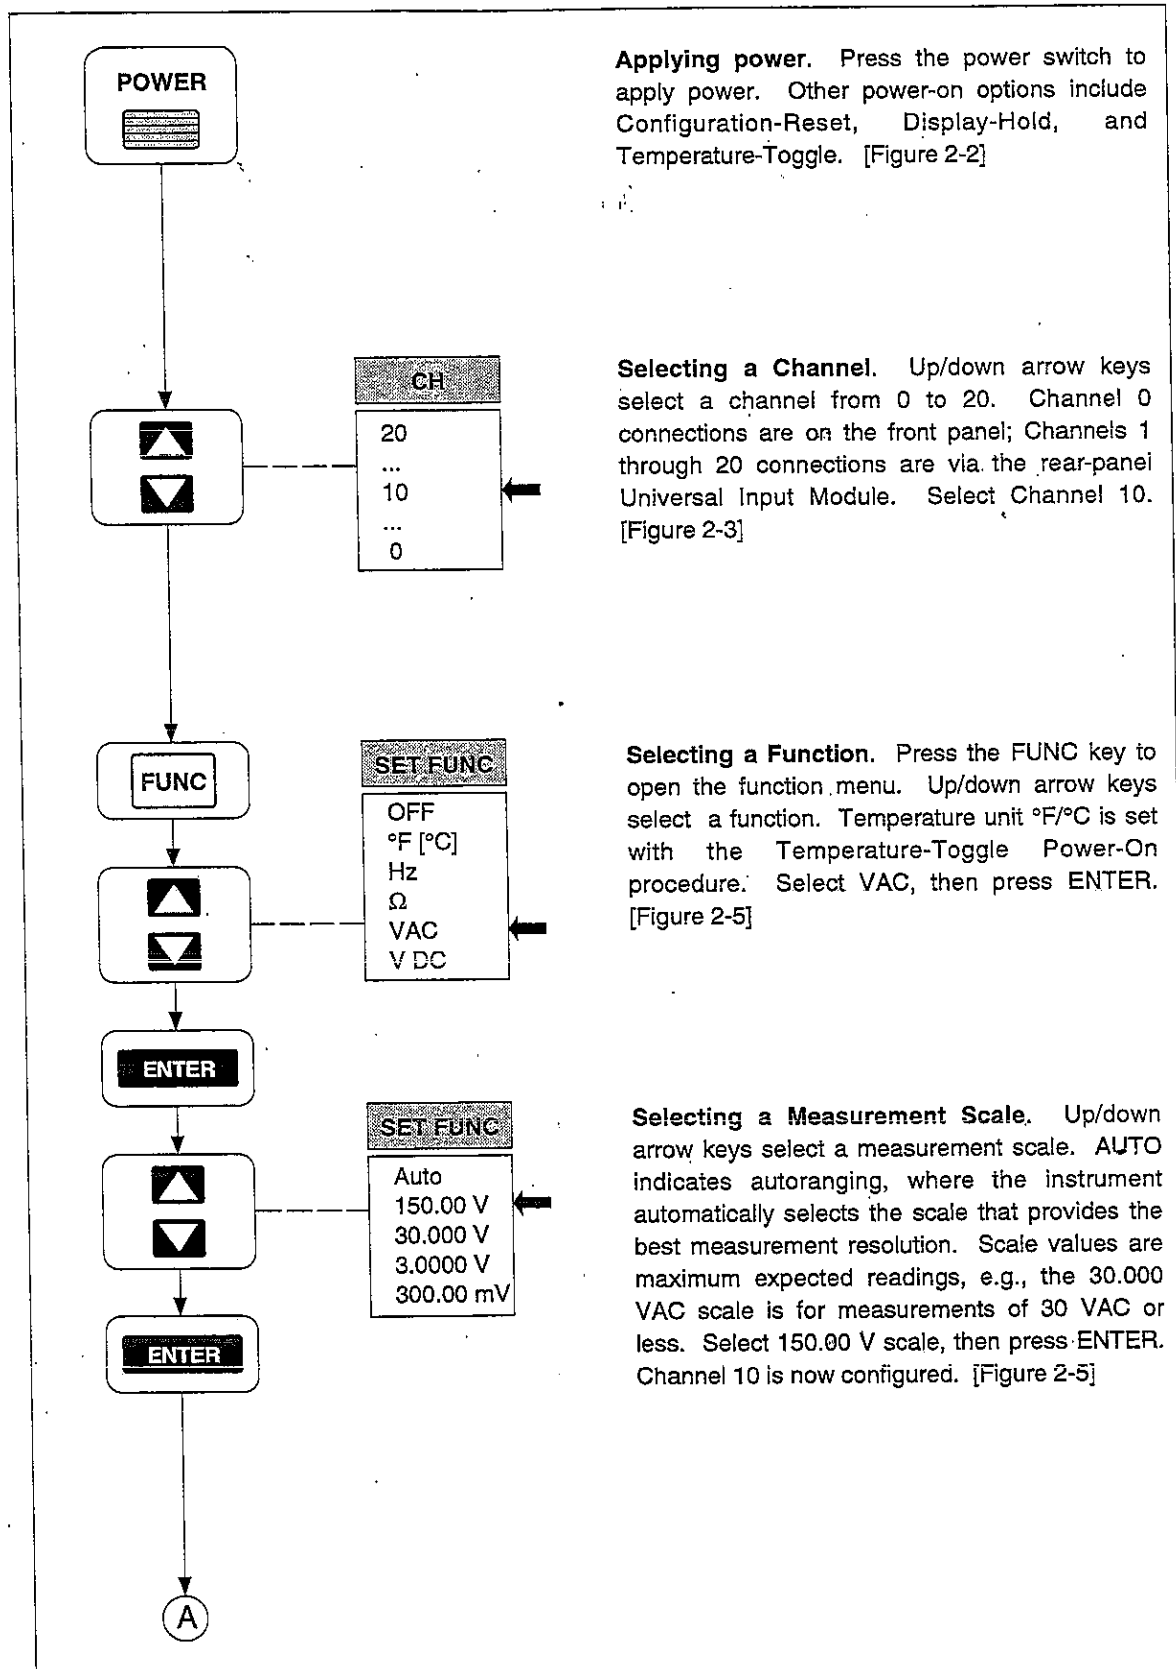 POWER
Applying power. Press the power switch to
apply power. Other power-on options include
Configuration-Reset, Display-Hold, and
Temperature-Toggle. [Figure 2-2]
CH
20
...
10
...
0
Selecting a Channel. Up/down arrow keys
select a channel from 0 to 20. Channel 0
connections are on the front panel; Channels 1
through 20 connections are via the rear-panel
Universal Input Module. Select Channel 10.
[Figure 2-3]
FUNC
SET FUNC
OFF
°F [°C]
Hz
Ω
VAC
V DC
Selecting a Function. Press the FUNC key to
open the function menu. Up/down arrow keys
select a function. Temperature unit °F/°C is set
with the Temperature-Toggle Power-On
procedure. Select VAC, then press ENTER.
[Figure 2-5]
ENTER
SET FUNC
Auto
150.00 V
30.000 V
3.0000 V
300.00 mV
Selecting a Measurement Scale. Up/down
arrow keys select a measurement scale. AUTO
indicates autoranging, where the instrument
automatically selects the scale that provides the
best measurement resolution. Scale values are
maximum expected readings, e.g., the 30.000
VAC scale is for measurements of 30 VAC or
less. Select 150.00 V scale, then press ENTER.
Channel 10 is now configured. [Figure 2-5]
ENTER
A